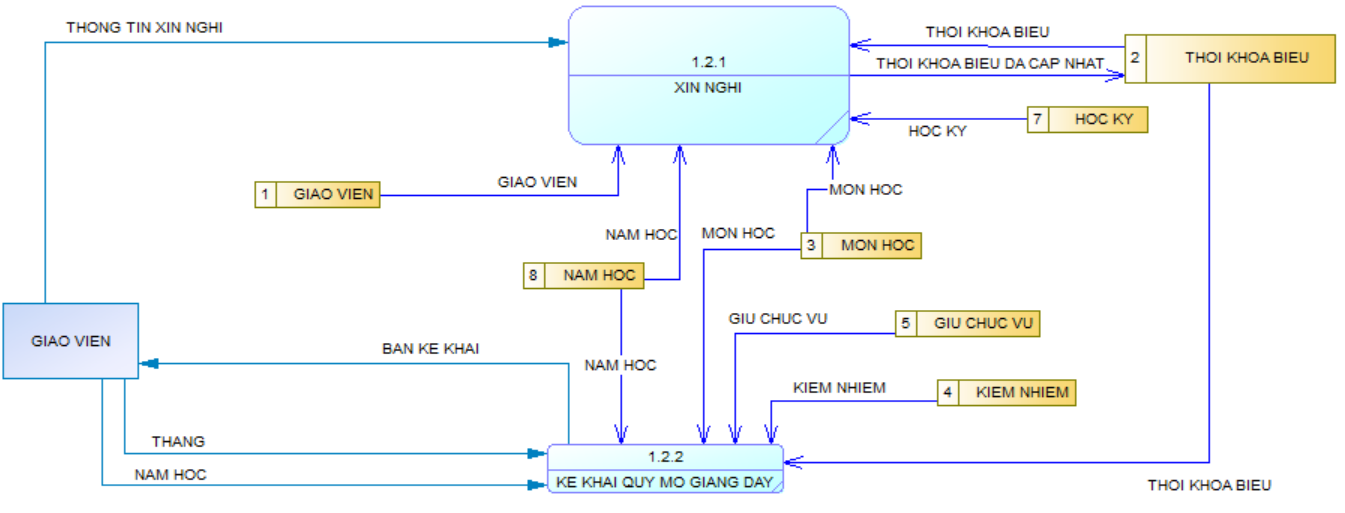 THONG TIN XIN NGHI
THOI KHOA BIEU
1.2.1
2 THOI KHOA BIEU
THOI KHOA BIEU DA CAP NHAT
XIN NGHI
7 HOC KY
HOC KY
GIAO VIEN
1 GIAO VIEN
MON HOC
NAM HOC
MON HOC
3 MON HOC
8 NAM HOC
GIU CHUC VU
5 GIU CHUC VU
GIAO VIEN
BAN KE KHAI
NAM HOC
KIEM NHIEM
4 KIEM NHIEM
THANG
1.2.2
NAM HOC
KE KHAI QUY MO GIANG DAY
THOI KHOA BIEU